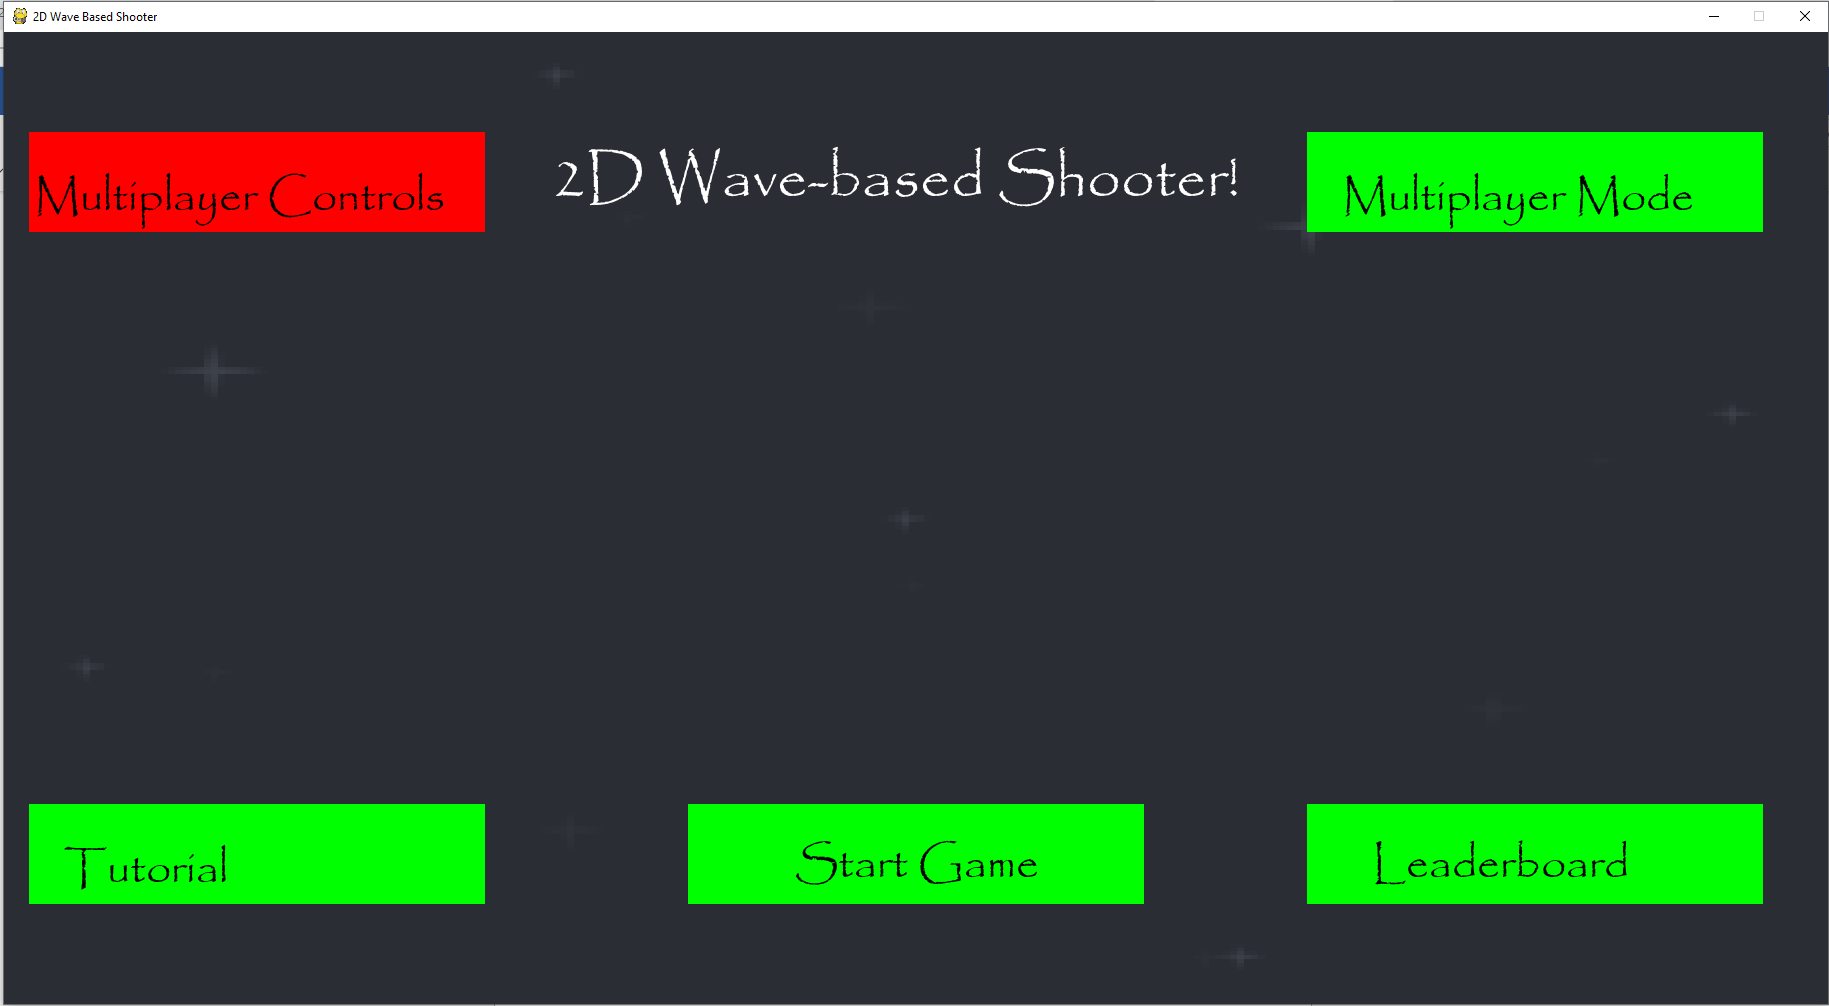 2D Wave Based Shooter
Multiplayer Controls
2D Wave-based Shooter!
Multiplayer Mode
Tutorial
Start Game
Leaderboard